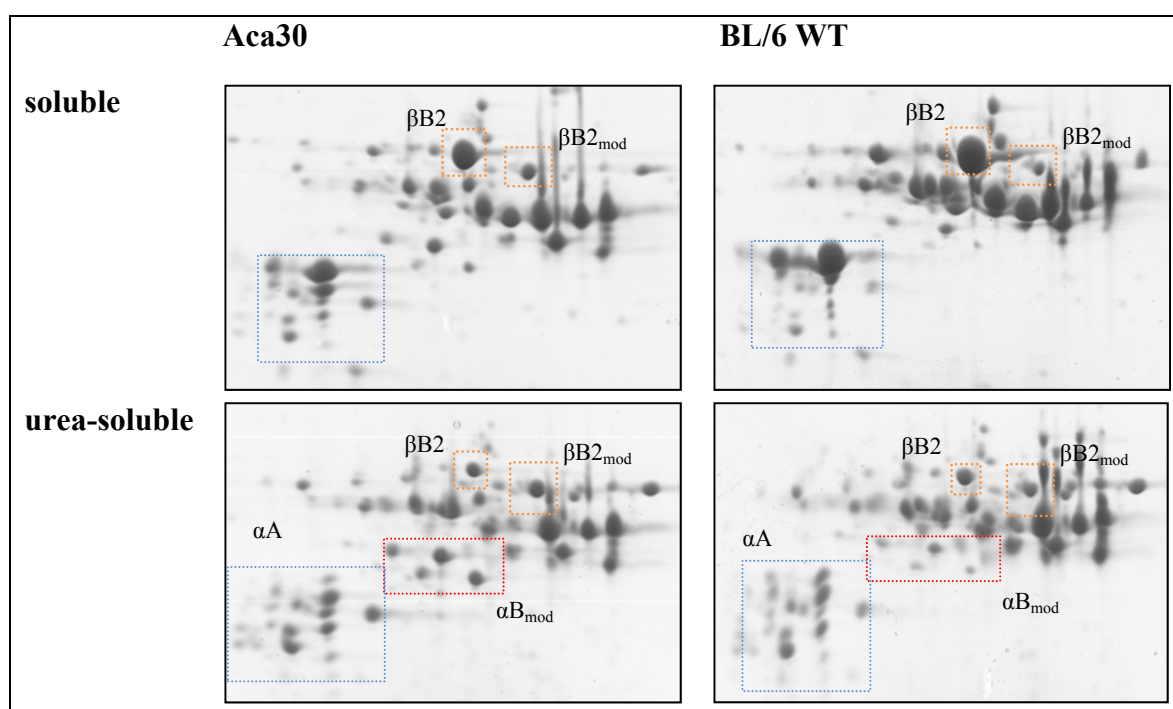 Aca30 BL/6 WT
soluble
βB2 βB2mod βB2 βB2mod
urea-soluble
βB2 βB2mod βB2 βB2mod
αA αA
αBmod αBmod